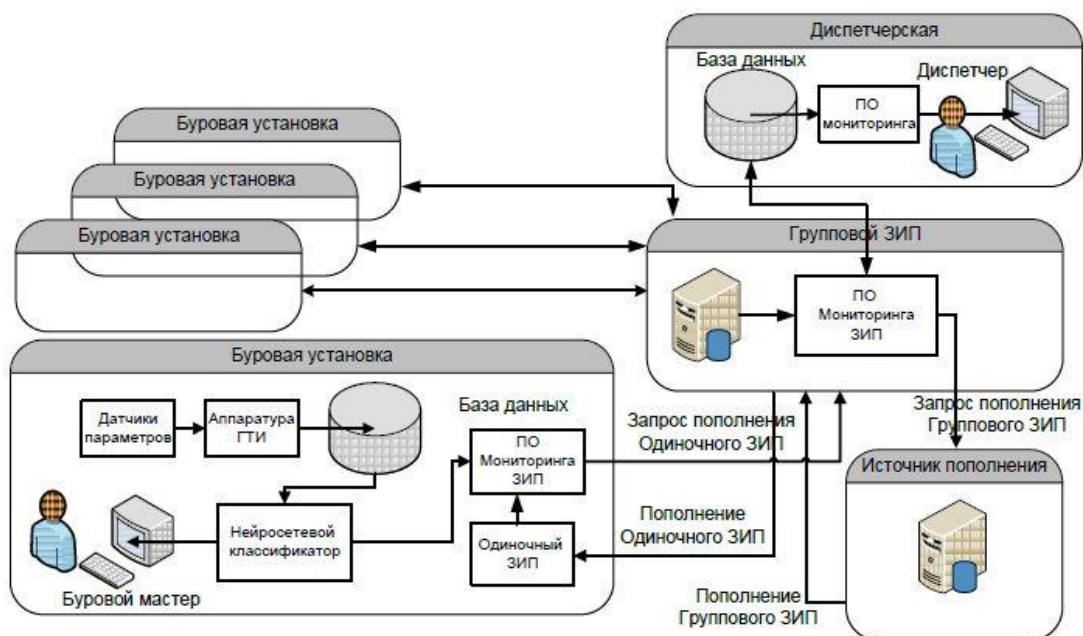 Диспетчерская
База данных
Диспетчер
ПО
мониторинга
Буровая установка
Буровая установка
Буровая установка
Групповой ЗИП
ПО
Мониторинга
ЗИП
Буровая установка
Датчики
параметров
Аппаратура
ГТИ
База данных
ПО
Мониторинга
ЗИП
Нейросетевой
классификатор
Одиночный
ЗИП
Буровой мастер
Запрос пополнения
Одиночного ЗИП
Пополнение
Одиночного ЗИП
Запрос пополнения
Группового ЗИП
Источник пополнения
Пополнение
Группового ЗИП